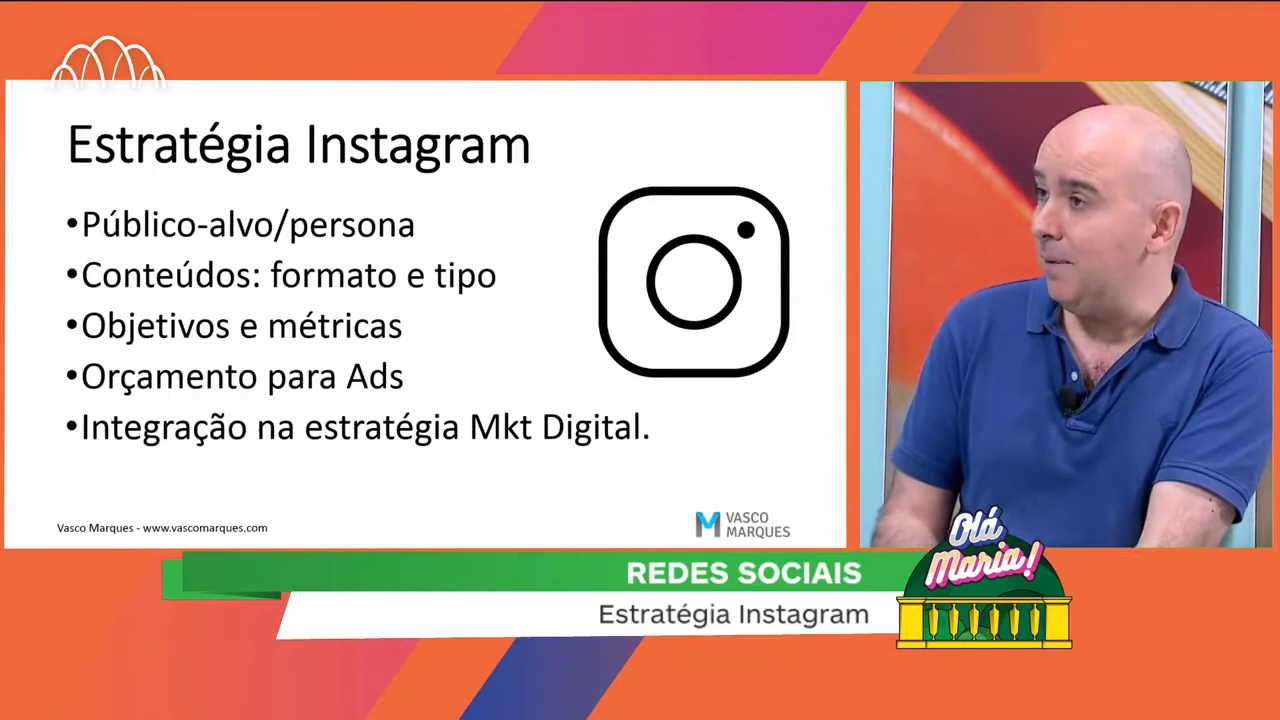 Estratégia Instagram
•Público-alvo/persona
•Conteúdos: formato e tipo
•Objetivos e métricas
•Orçamento para Ads
•Integração na estratégia Mkt Digital.
Vasco Marques - www.vascomarques.com
VASCO
MARQUES
REDES SOCIAIS
Estratégia Instagram
Olá
Maria!